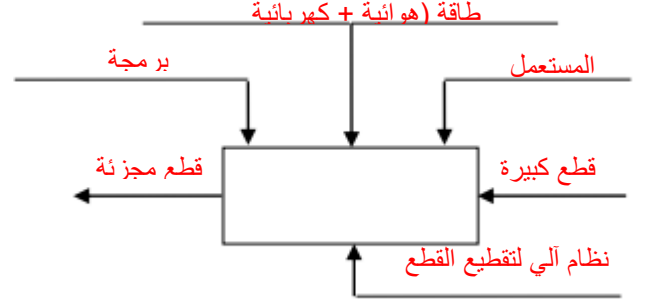 طاقة (هوائية + كهربائية
برمجة
المستعمل
قطع مجزئة
قطع كبيرة
نظام آلي لتقطيع القطع